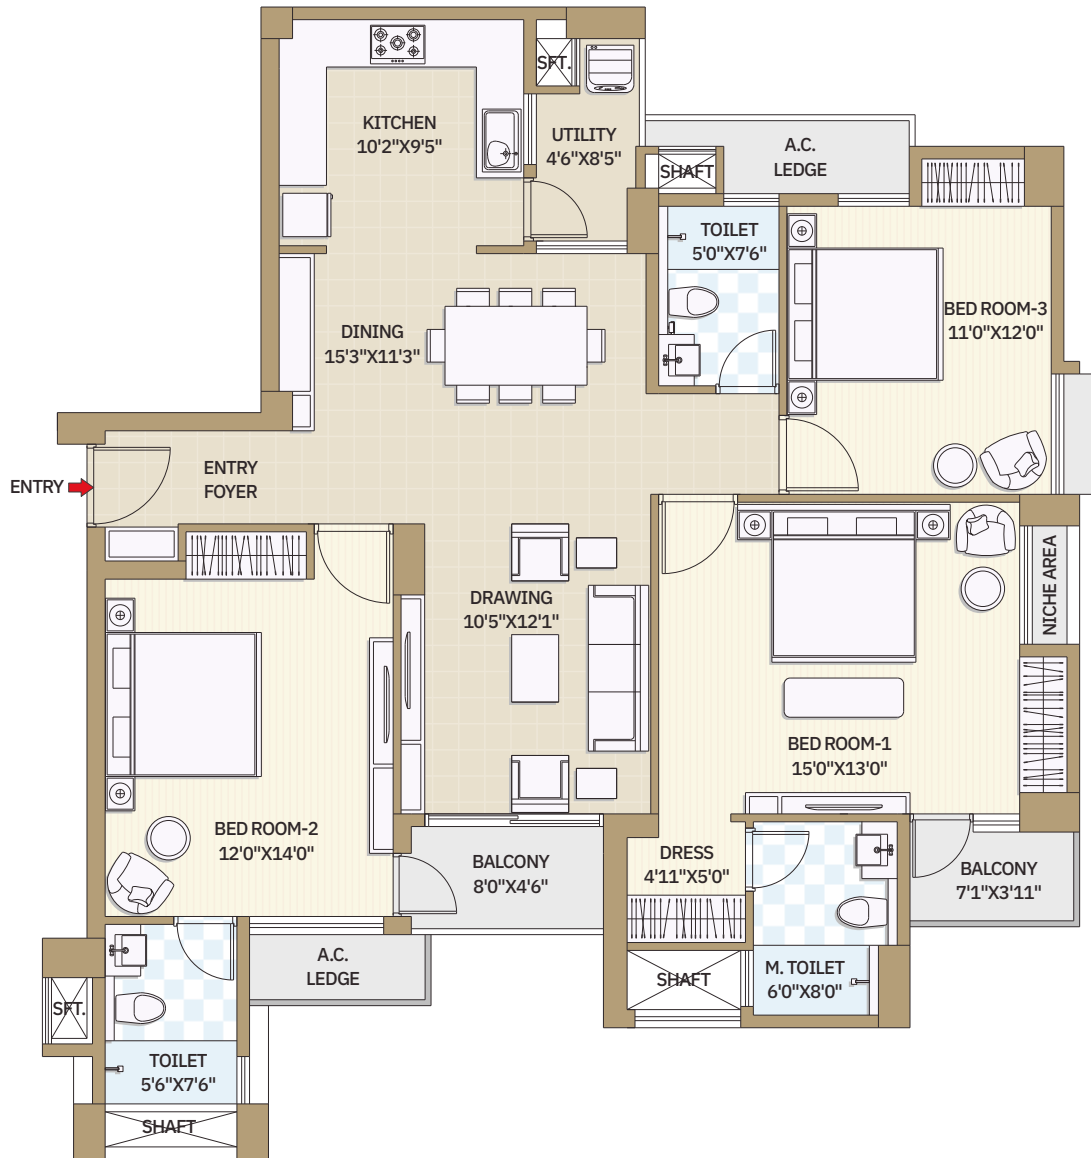 SFT.
KITCHEN
10'2"X9'5"
UTILITY
4'6"X8'5"
A.C.
LEDGE
SHAFT
TOILET
5'0"X7'6"
BED ROOM-3
11'0"X12'0"
DINING
15'3"X11'3"
ENTRY
FOYER
ENTRY
DRAWING
10'5"X12'1"
NICHE AREA
BED ROOM-1
15'0"X13'0"
BED ROOM-2
12'0"X14'0"
BALCONY
8'0"X4'6"
DRESS
4'11"X5'0"
BALCONY
7'1"X3'11"
A.C.
LEDGE
SHAFT
M. TOILET
6'0"X8'0"
SFT.
TOILET
5'6"X7'6"
SHAFT